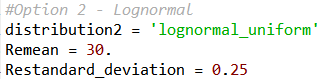 #Option 2 - Lognormal
distribution2 = 'lognormal_uniform'
Remean = 30.
Restandard_deviation = 0.25